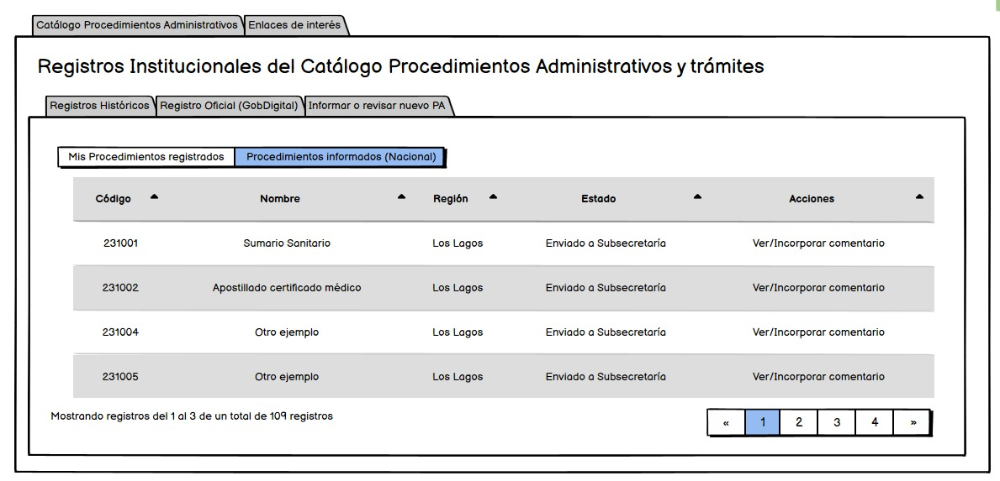 Catálogo Procedimientos Administrativos Enlaces de interés
Registros Institucionales del Catálogo Procedimientos Administrativos y trámites
Registros Históricos Registro Oficial (GobDigital) Informar o revisar nuevo PA
Mis Procedimientos registrados Procedimientos informados (Nacional)
Código Nombre Región Estado Acciones
231001 Sumario Sanitario Los Lagos Enviado a Subsecretaría Ver/Incorporar comentario
231002 Apostillado certificado médico Los Lagos Enviado a Subsecretaría Ver/Incorporar comentario
231004 Otro ejemplo Los Lagos Enviado a Subsecretaría Ver/Incorporar comentario
231005 Otro ejemplo Los Lagos Enviado a Subsecretaría Ver/Incorporar comentario
Mostrando registros del 1 al 3 de un total de 109 registros
« 1 2 3 4 »